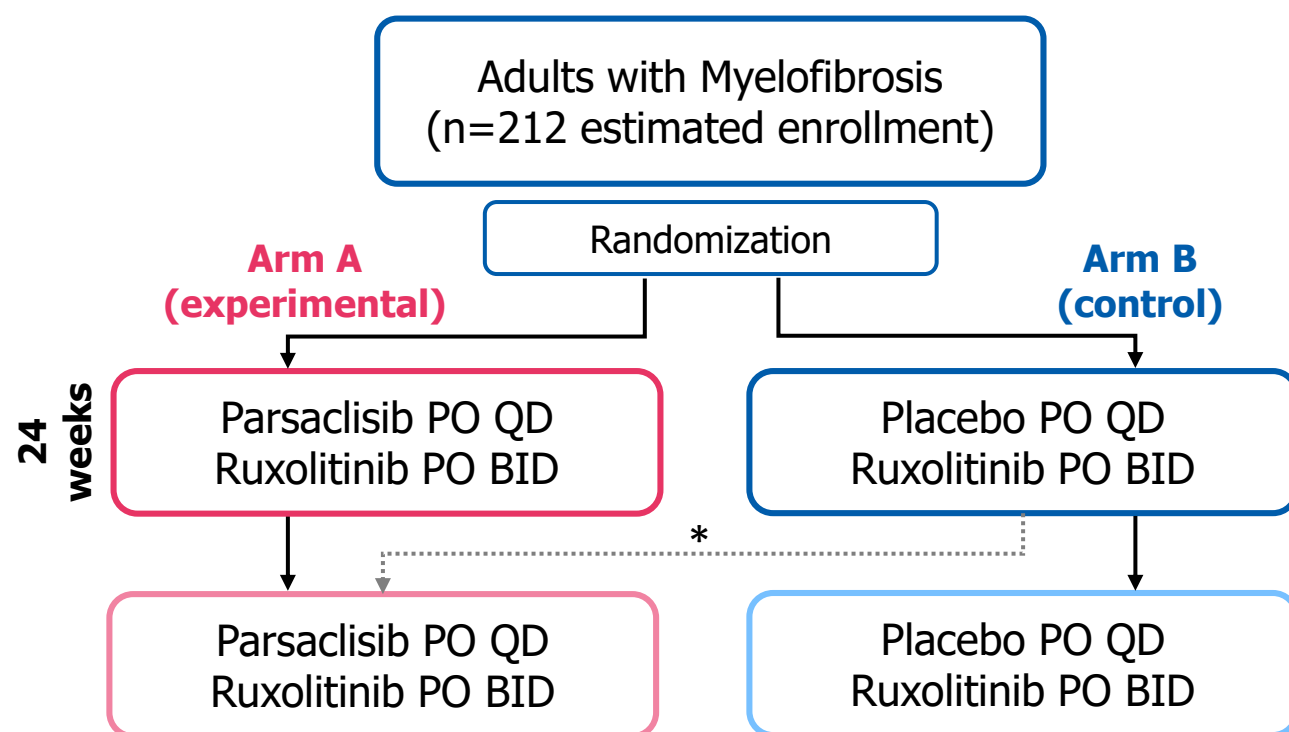 Adults with Myelofibrosis
(n=212 estimated enrollment)
Randomization
Arm A
(experimental)
Arm B
(control)
24
weeks
Parsaclisib PO QD
Ruxolitinib PO BID
Placebo PO QD
Ruxolitinib PO BID
*
Parsaclisib PO QD
Ruxolitinib PO BID
Placebo PO QD
Ruxolitinib PO BID